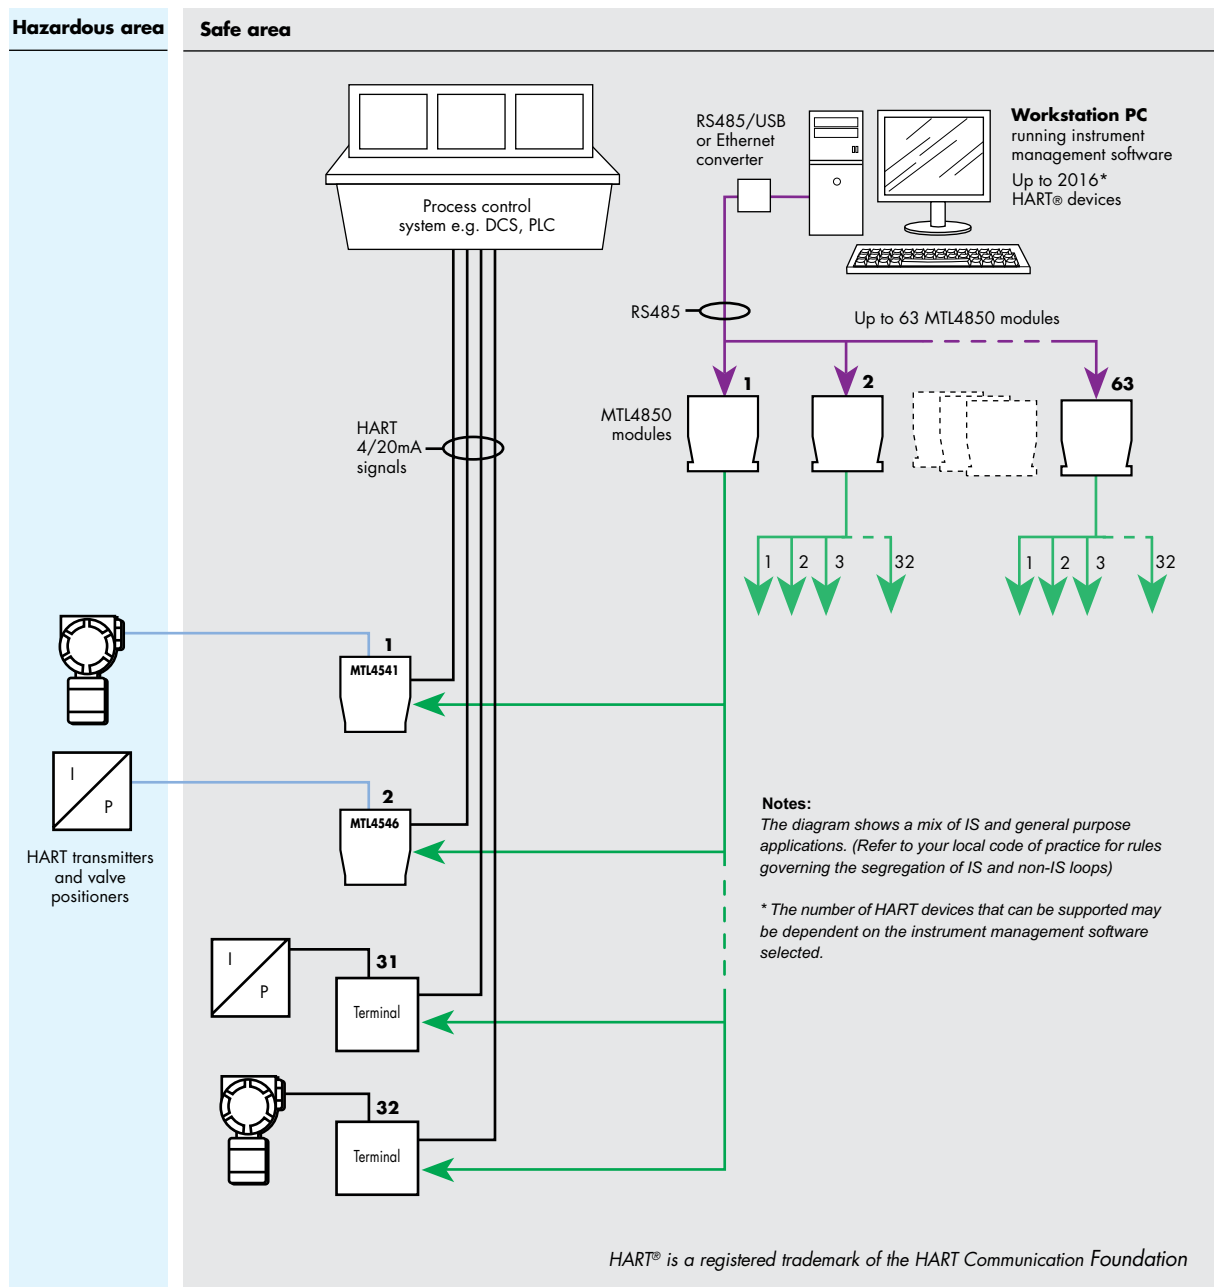 Hazardous area
Safe area
RS485/USB
or Ethernet
converter
Workstation PC
running instrument
management software
Up to 2016*
HART® devices
Process control
system e.g. DCS, PLC
RS485
Up to 63 MTL4850 modules
1
2
63
MTL4850
modules
HART
4/20mA
signals
1
2
3
32
1
2
3
32
1
MTL4541
I
P
2
MTL4546
HART transmitters
and valve
positioners
Notes:
The diagram shows a mix of IS and general purpose
applications. (Refer to your local code of practice for rules
governing the segregation of IS and non-IS loops)
* The number of HART devices that can be supported may
be dependent on the instrument management software
selected.
I
P
31
Terminal
32
Terminal
HART® is a registered trademark of the HART Communication Foundation